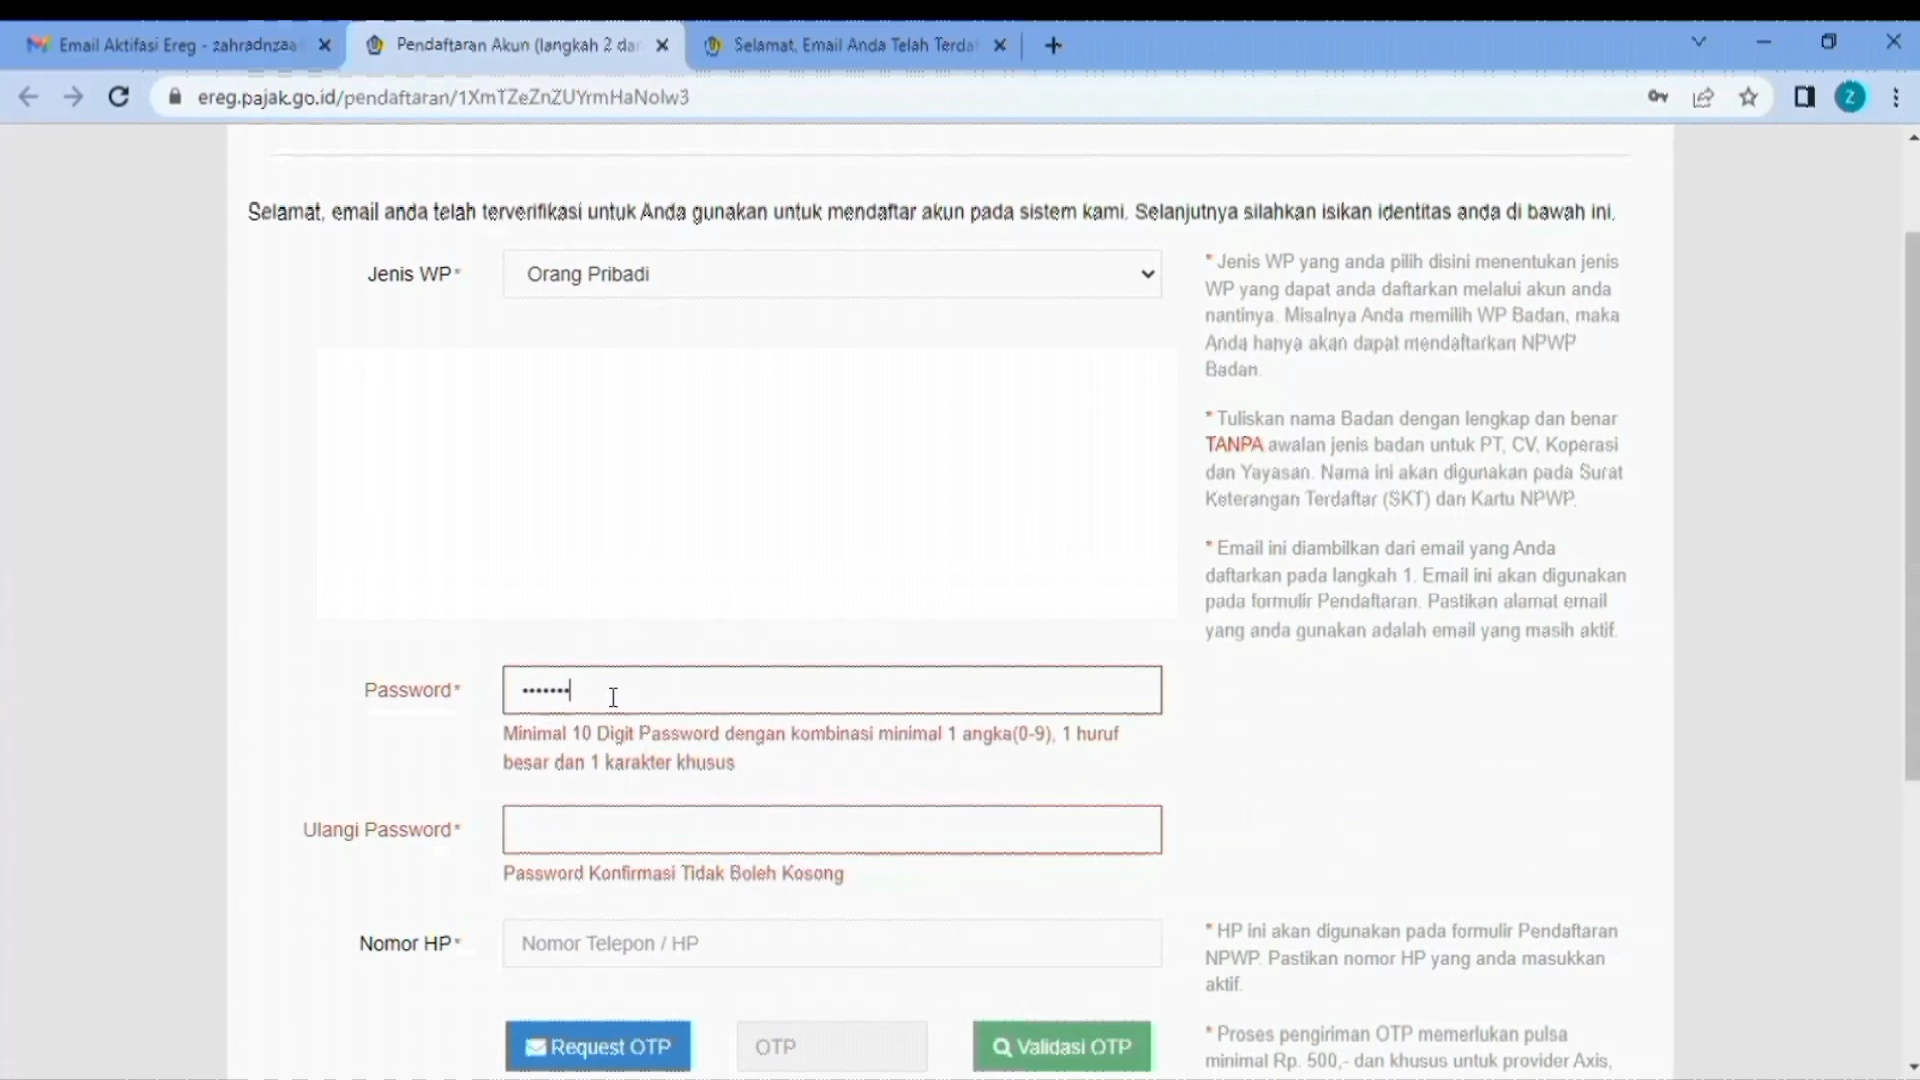 Email Aktifasi Ereg - zahradnzaa
Pendaftaran Akun (langkah 2 dar
Selamat, Email Anda Telah Terda
ereg.pajak.go.id/pendaftaran/1XmTZeZnZUYrmHaNolw3
Z
Selamat, email anda telah terverifikasi untuk Anda gunakan untuk mendaftar akun pada sistem kami. Selanjutnya silahkan isikan identitas anda di bawah ini.
Jenis WP*
Orang Pribadi
* Jenis WP yang anda pilih disini menentukan jenis
WP yang dapat anda daftarkan melalui akun anda
nantinya. Misalnya Anda memilih WP Badan, maka
Anda hanya akan dapat mendaftarkan NPWP
Badan.
* Tuliskan nama Badan dengan lengkap dan benar
TANPA awalan jenis badan untuk PT, CV, Koperasi
dan Yayasan. Nama ini akan digunakan pada Surat
Keterangan Terdaftar (SKT) dan Kartu NPWP.
* Email ini diambilkan dari email yang Anda
daftarkan pada langkah 1. Email ini akan digunakan
pada formulir Pendaftaran. Pastikan alamat email
yang anda gunakan adalah email yang masih aktif.
Password*
•••••••
Minimal 10 Digit Password dengan kombinasi minimal 1 angka(0-9), 1 huruf
besar dan 1 karakter khusus
Ulangi Password*
Password Konfirmasi Tidak Boleh Kosong
Nomor HP*
Nomor Telepon / HP
* HP ini akan digunakan pada formulir Pendaftaran
NPWP. Pastikan nomor HP yang anda masukkan
aktif.
Request OTP
OTP
Validasi OTP
* Proses pengiriman OTP memerlukan pulsa
minimal Rp. 500,- dan khusus untuk provider Axis,